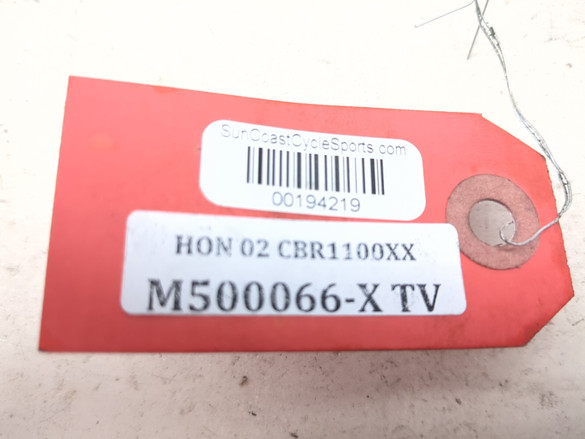 SunCoastCycleSports.com
00194219
HON 02 CBR1100XX
M500066-X TV